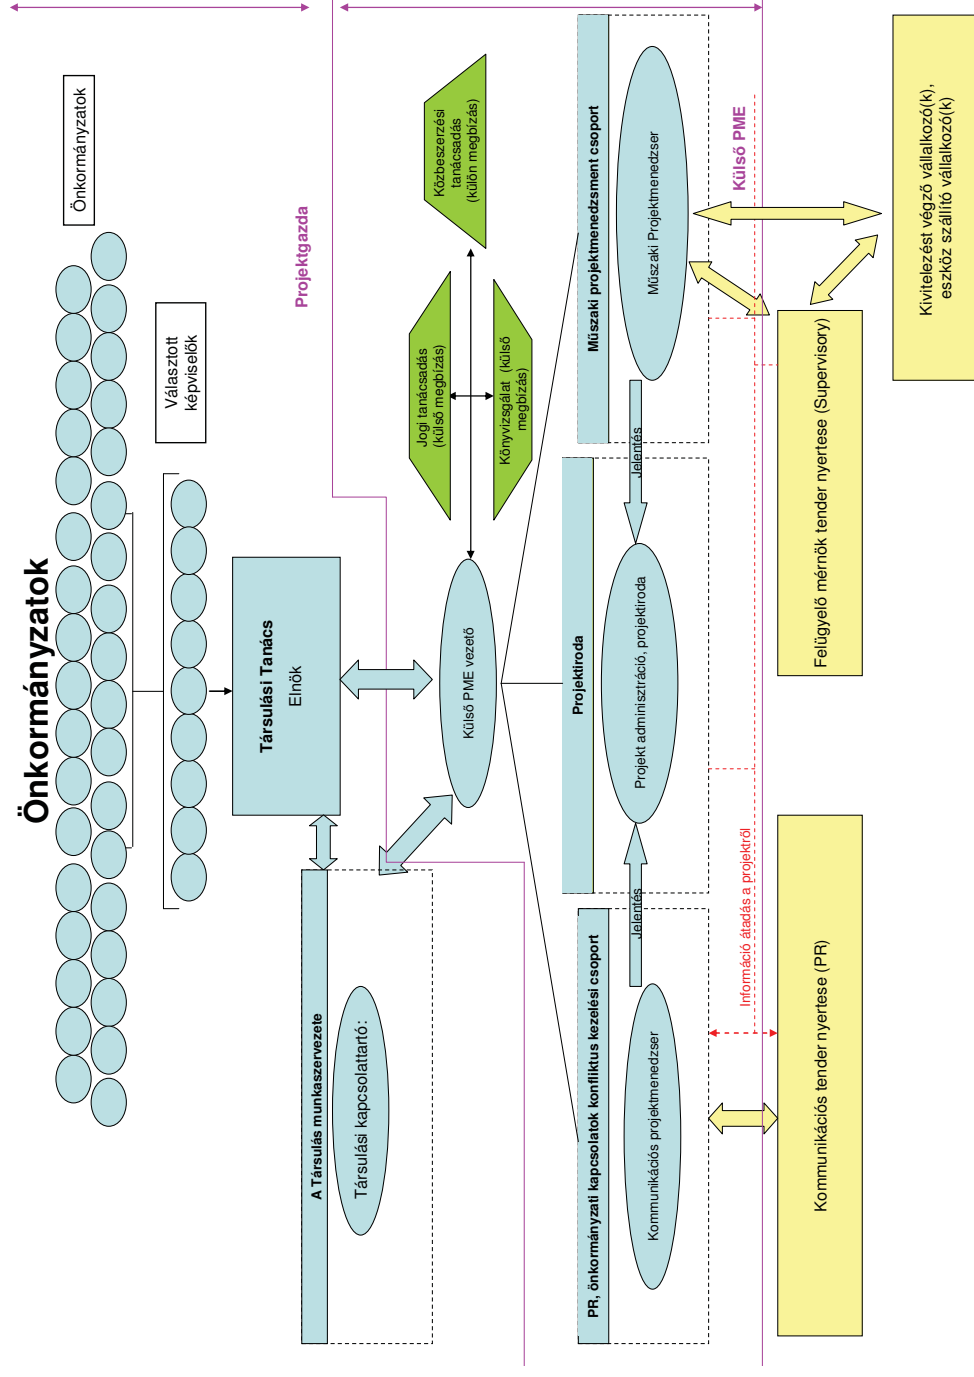 Önkormányzatok
Önkormányzatok
Választott
képviselők
Társulási Tanács
Elnök
Projektgazda
A Társulás munkaszervezete
Társulási kapcsolattartó:
Jogi tanácsadás
(külső megbízás)
Közbeszerzési
tanácsadás
(külön megbízás)
Könyvizsgálat (külső
megbízás)
Külső PME vezető
PR, önkormányzati kapcsolatok konfliktus kezelési csoport
Kommunikációs projektmenedzser
Jelentés
Projektiroda
Projekt adminisztráció, projektiroda
Jelentés
Műszaki projektmenedzsment csoport
Műszaki Projektmenedzser
Külső PME
Információ átadás a projektről
Kommunikációs tender nyertese (PR)
Felügyelő mérnök tender nyertese (Supervisory)
Kivitelezést végző vállalkozó(k),
eszköz szállító vállalkozó(k)